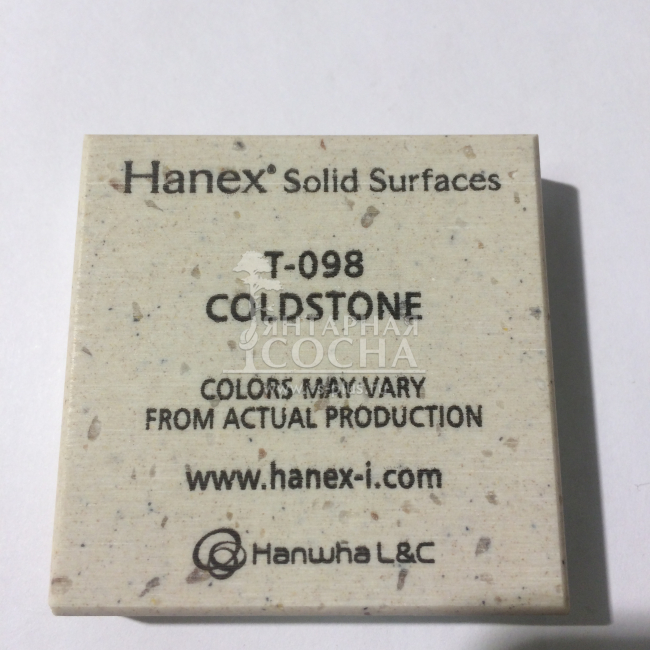 Hanex® Solid Surfaces
T-098
COLDSTONE
ЯНТАРНАЯ
СОСНА
COLORS MAY VARY
FROM ACTUAL PRODUCTION
www.hanex-i.com
Hanwha L&C